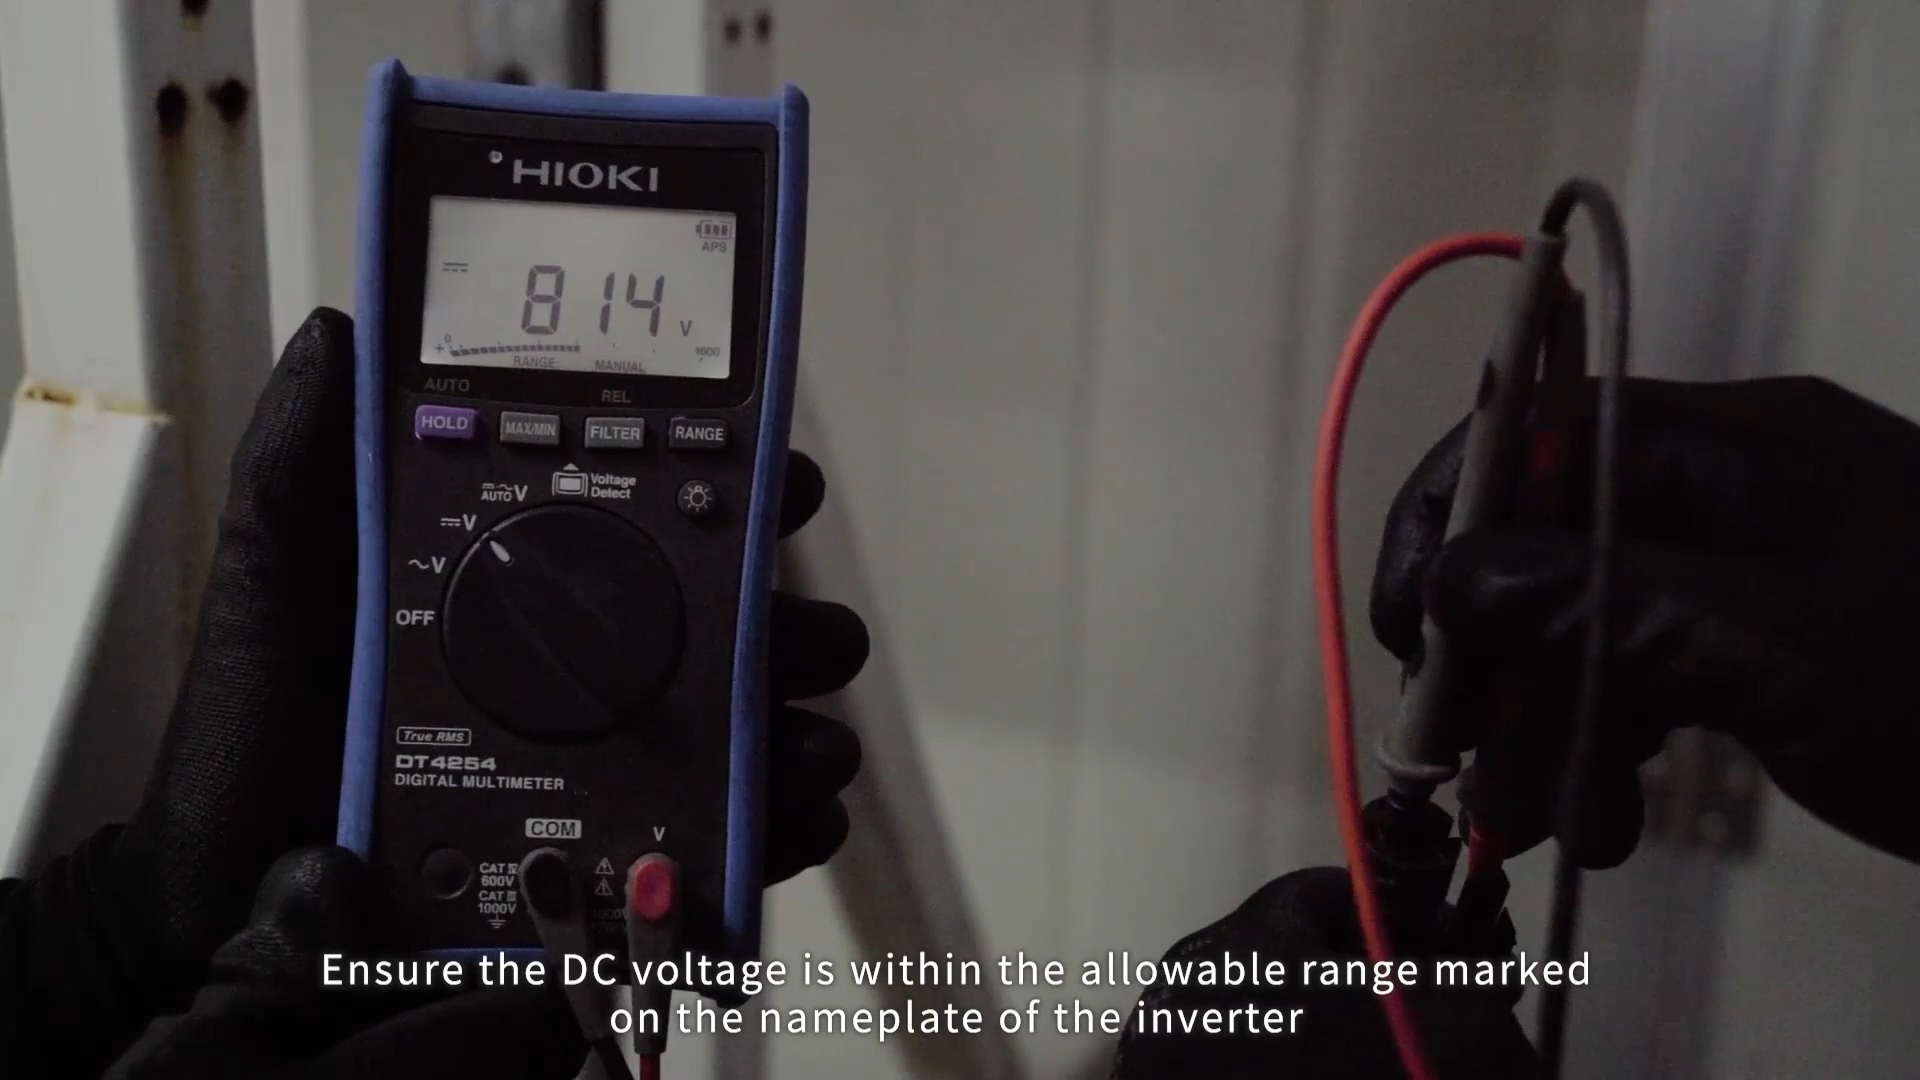 HIOKI
APS
814 V
0
1600
RANGE MANUAL
AUTO
REL
HOLD
MAX/MIN
FILTER
RANGE
AUTO V
Voltage
Detect
V
~V
OFF
True RMS
DT4254
DIGITAL MULTIMETER
COM
V
CAT IV
600V
CAT III
1000V
Ensure the DC voltage is within the allowable range marked
on the nameplate of the inverter